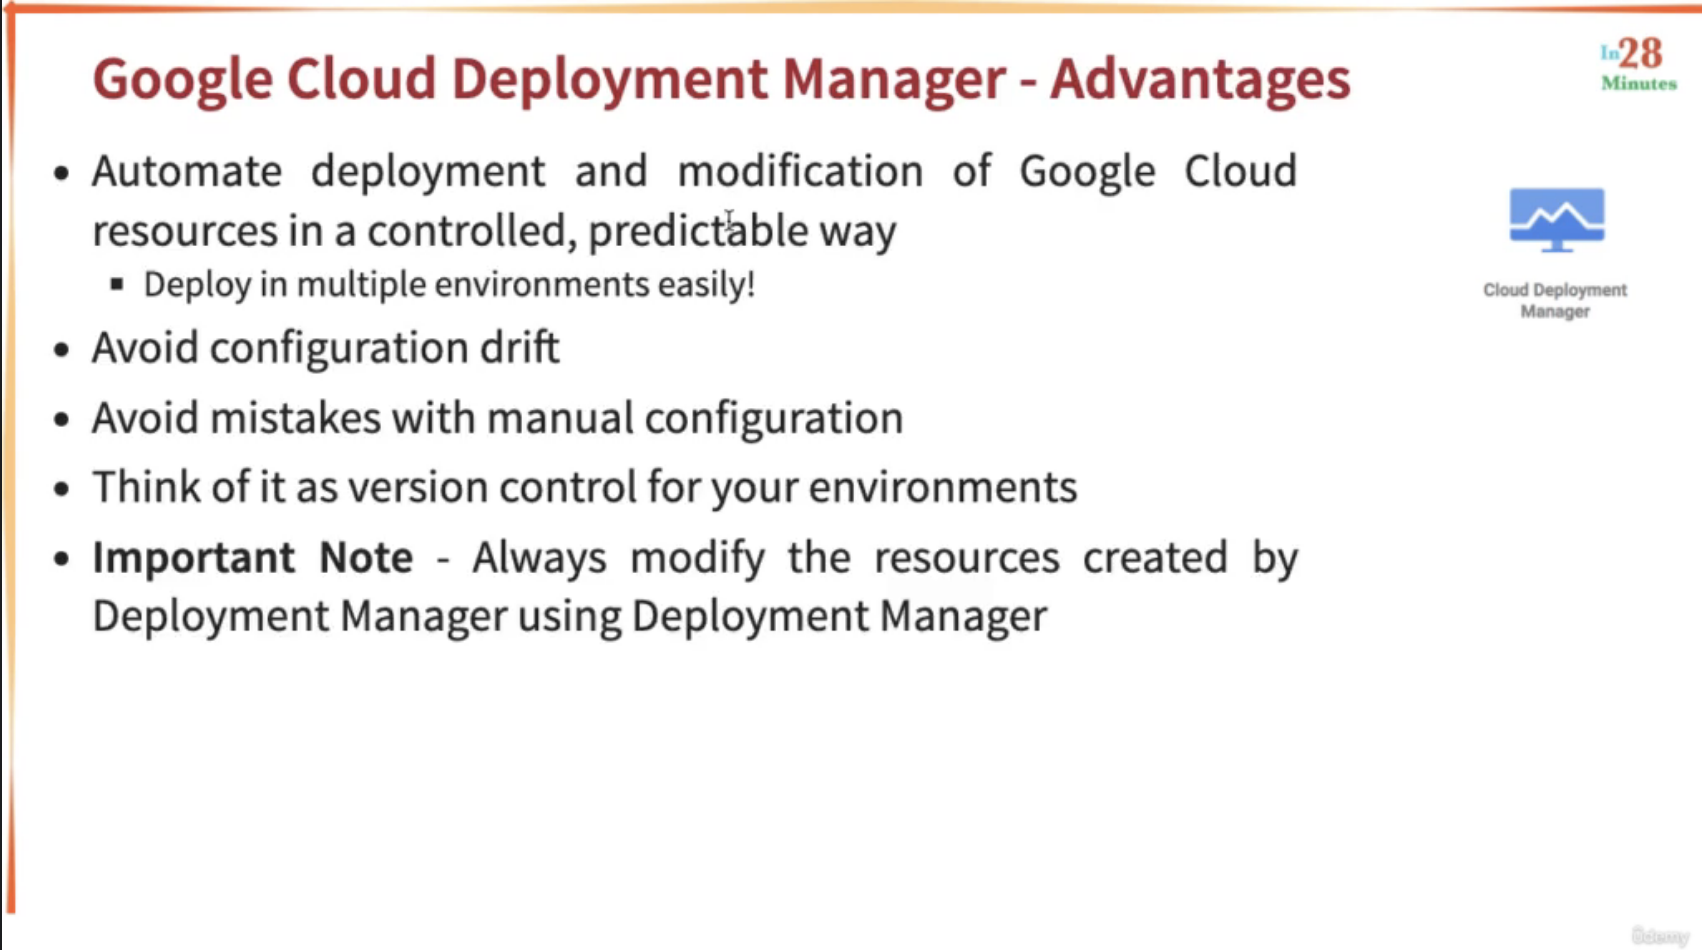 Google Cloud Deployment Manager - Advantages
In28
Minutes
• Automate deployment and modification of Google Cloud
resources in a controlled, predictable way
▪ Deploy in multiple environments easily!
• Avoid configuration drift
• Avoid mistakes with manual configuration
• Think of it as version control for your environments
• Important Note - Always modify the resources created by
Deployment Manager using Deployment Manager
Cloud Deployment
Manager
ûdemy